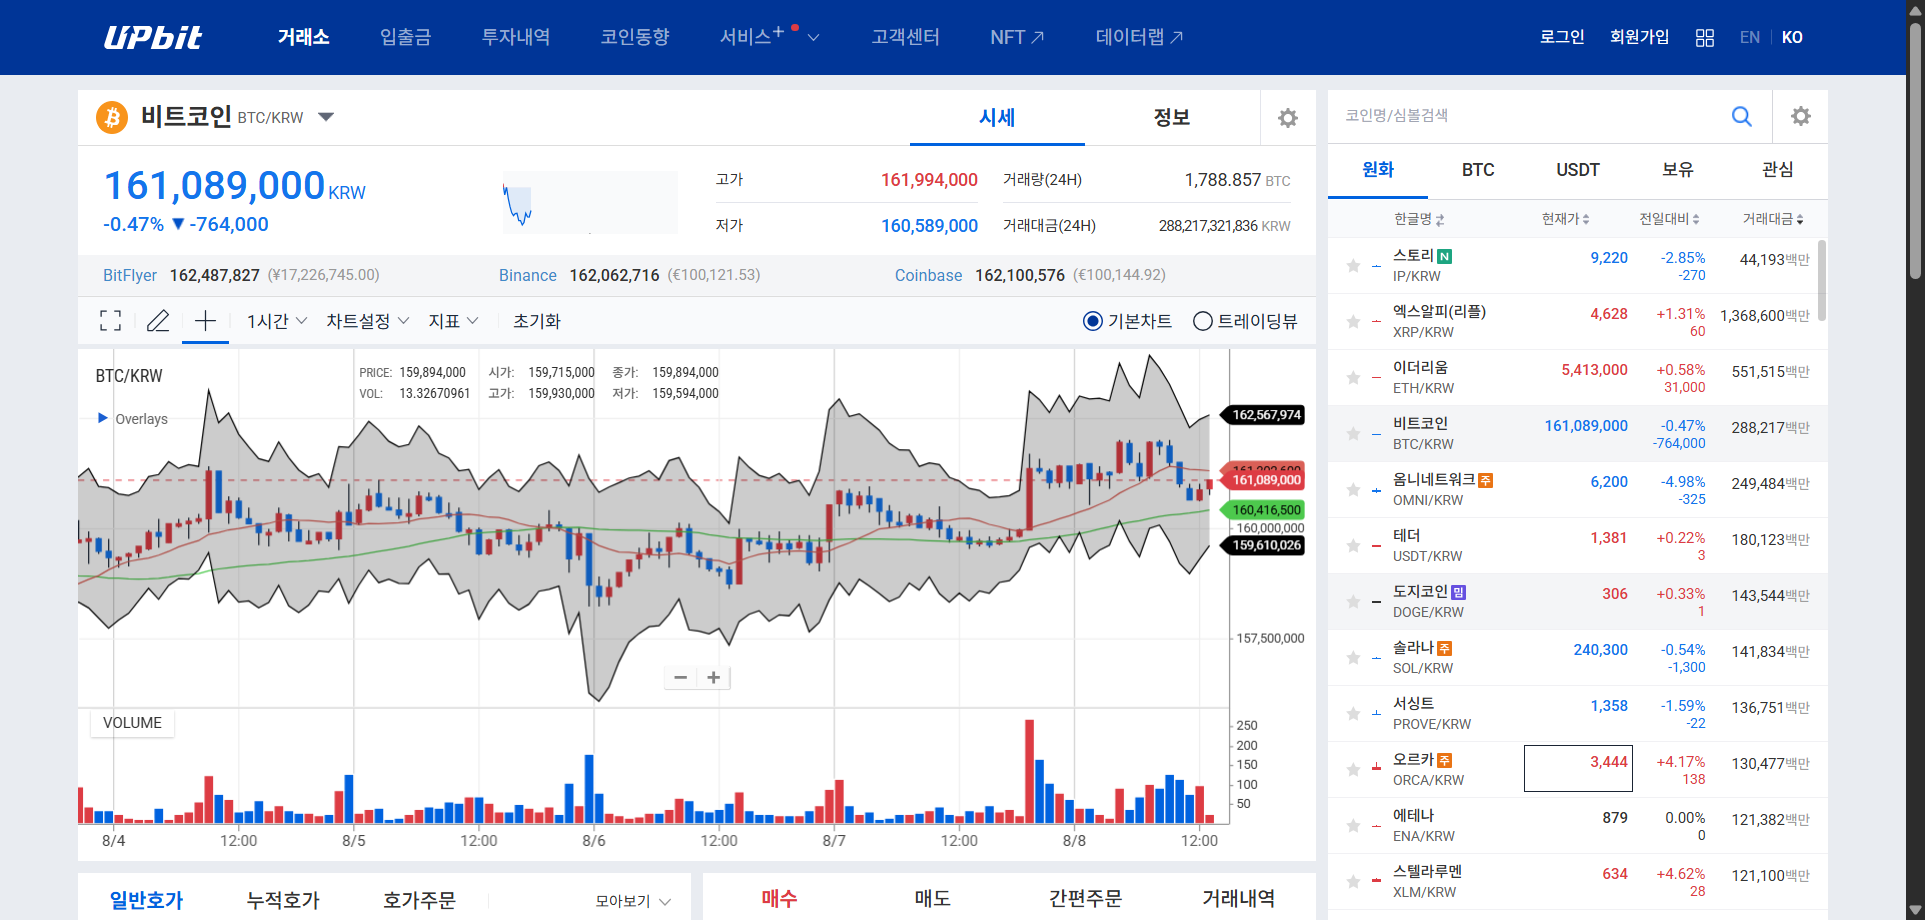 UPbit 거래소 입출금 투자내역 코인동향 서비스+ 고객센터 NFT 데이터랩 로그인 회원가입 EN KO
비트코인 BTC/KRW 시세 정보
161,089,000 KRW
-0.47% ▼ -764,000
고가 161,994,000 거래량(24H) 1,788.857 BTC
저가 160,589,000 거래대금(24H) 288,217,321,836 KRW
BitFlyer 162,487,827 (¥17,226,745.00) Binance 162,062,716 (€100,121.53) Coinbase 162,100,576 (€100,144.92)
1시간 차트설정 지표 초기화 기본차트 트레이딩뷰
BTC/KRW
PRICE: 159,894,000 시가: 159,715,000 종가: 159,894,000
VOL: 13.32670961 고가: 159,930,000 저가: 159,594,000
Overlays
162,567,974
161,089,000
160,416,500
160,000,000
159,610,026
157,500,000
VOLUME
250
200
150
100
50
8/4 12:00 8/5 12:00 8/6 12:00 8/7 12:00 8/8 12:00
일반호가 누적호가 호가주문 모아보기
매수 매도 간편주문 거래내역
코인명/심볼검색
원화 BTC USDT 보유 관심
한글명 현재가 전일대비 거래대금
스토리 N 9,220 -2.85% 44,193백만
IP/KRW -270
엑스알피(리플) 4,628 +1.31% 1,368,600백만
XRP/KRW 60
이더리움 5,413,000 +0.58% 551,515백만
ETH/KRW 31,000
비트코인 161,089,000 -0.47% 288,217백만
BTC/KRW -764,000
옴니네트워크 주 6,200 -4.98% 249,484백만
OMNI/KRW -325
테더 1,381 +0.22% 180,123백만
USDT/KRW 3
도지코인 밈 306 +0.33% 143,544백만
DOGE/KRW 1
솔라나 주 240,300 -0.54% 141,834백만
SOL/KRW -1,300
서싱트 1,358 -1.59% 136,751백만
PROVE/KRW -22
오르카 주 3,444 +4.17% 130,477백만
ORCA/KRW 138
에테나 879 0.00% 121,382백만
ENA/KRW 0
스텔라루멘 634 +4.62% 121,100백만
XLM/KRW 28